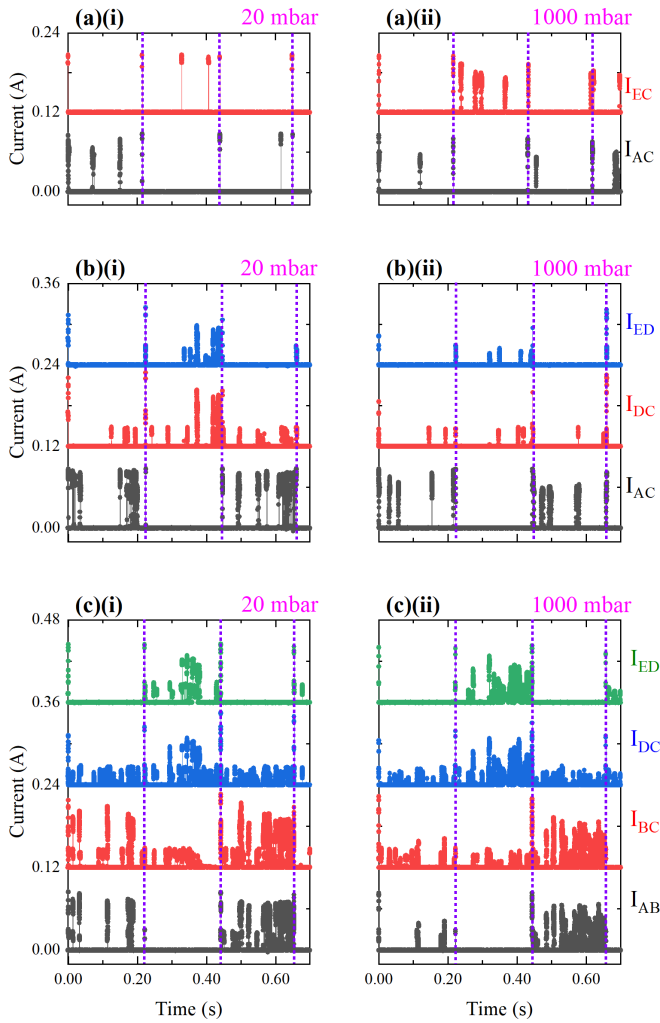 (a)(i) 20 mbar (a)(ii) 1000 mbar
0.24
0.12
0.00
Current (A)
I_EC
I_AC
(b)(i) 20 mbar (b)(ii) 1000 mbar
0.36
0.24
0.12
0.00
Current (A)
I_ED
I_DC
I_AC
(c)(i) 20 mbar (c)(ii) 1000 mbar
0.48
0.36
0.24
0.12
0.00
Current (A)
I_ED
I_DC
I_BC
I_AB
0.00 0.20 0.40 0.60 0.00 0.20 0.40 0.60
Time (s) Time (s)